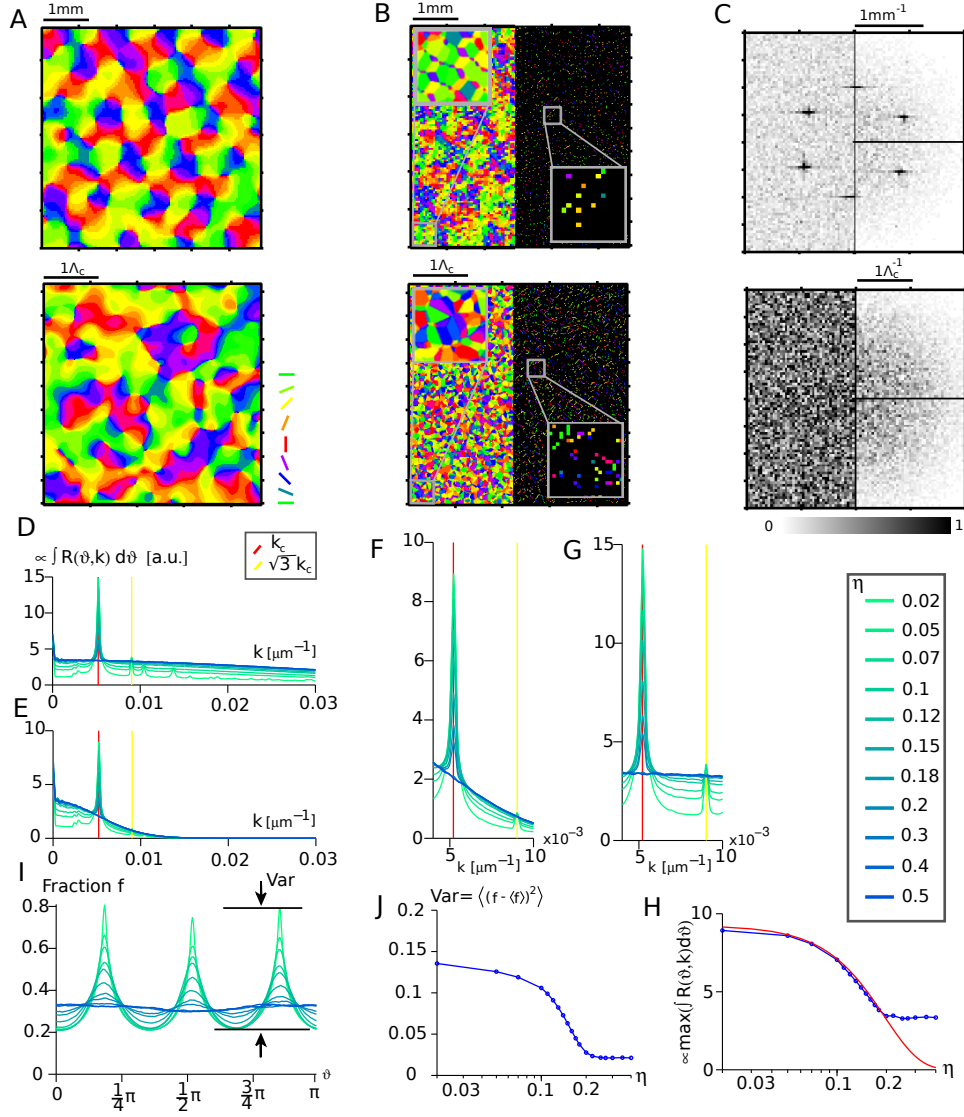 A
1mm
B
1mm
C
1mm⁻¹
1Λc
1Λc
1Λc⁻¹
0
1
D
∝ ∫ R(ϑ,k) dϑ [a.u.]
kc
√3 kc
15
10
5
0
k [μm⁻¹]
0
0.01
0.02
0.03
E
10
5
0
k [μm⁻¹]
0
0.01
0.02
0.03
F
10
8
6
4
2
0
5
10
x10⁻³
k [μm⁻¹]
G
15
10
5
0
5
10
x10⁻³
k [μm⁻¹]
η
0.02
0.05
0.07
0.1
0.12
0.15
0.18
0.2
0.3
0.4
0.5
I
Fraction f
Var
0.8
0.6
0.4
0.2
0
0
1/4 π
1/2 π
3/4 π
π
ϑ
J
Var= ⟨(f - ⟨f⟩)²⟩
0.2
0.15
0.1
0.05
0
0.03
0.1
0.2
η
H
∝max(∫ R(ϑ,k)dϑ)
10
5
0
0.03
0.1
0.2
η